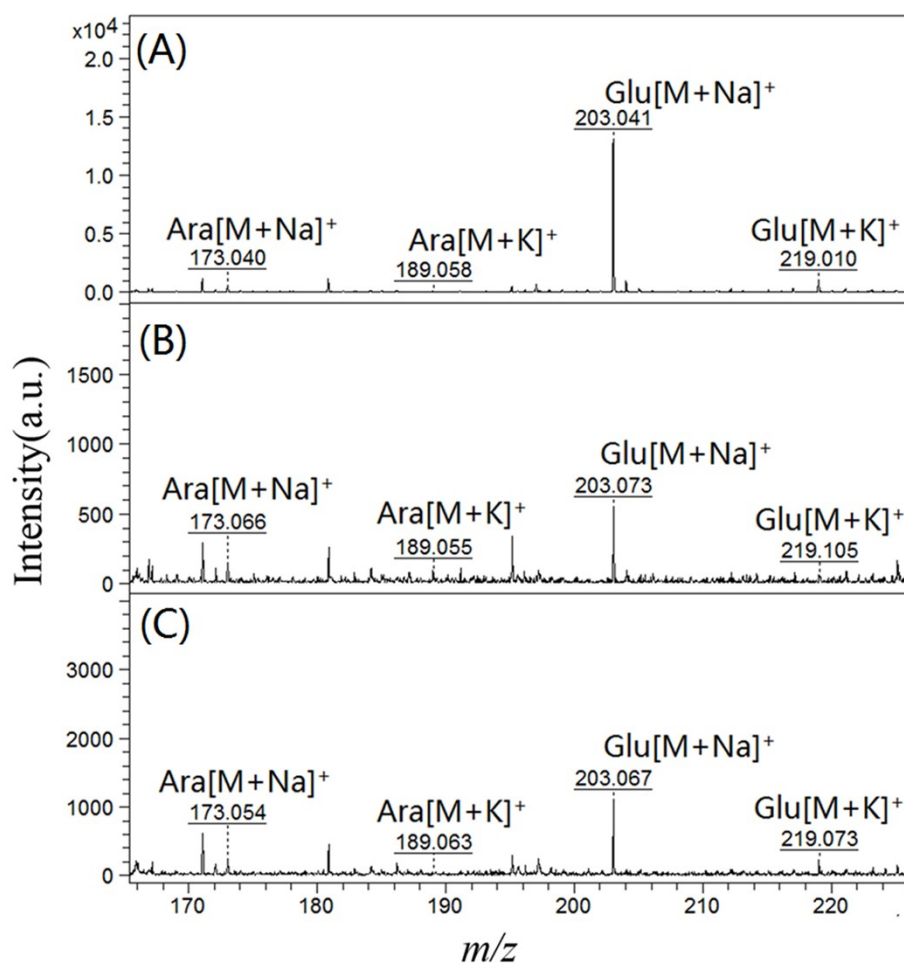 x10⁴
(A)
2.0
1.5
1.0
0.5
0.0
Glu[M+Na]⁺
203.041
Ara[M+Na]⁺
173.040
Ara[M+K]⁺
189.058
Glu[M+K]⁺
219.010
(B)
1500
1000
500
0
Glu[M+Na]⁺
203.073
Ara[M+Na]⁺
173.066
Ara[M+K]⁺
189.055
Glu[M+K]⁺
219.105
Intensity(a.u.)
(C)
3000
2000
1000
0
Glu[M+Na]⁺
203.067
Ara[M+Na]⁺
173.054
Ara[M+K]⁺
189.063
Glu[M+K]⁺
219.073
170 180 190 200 210 220
m/z